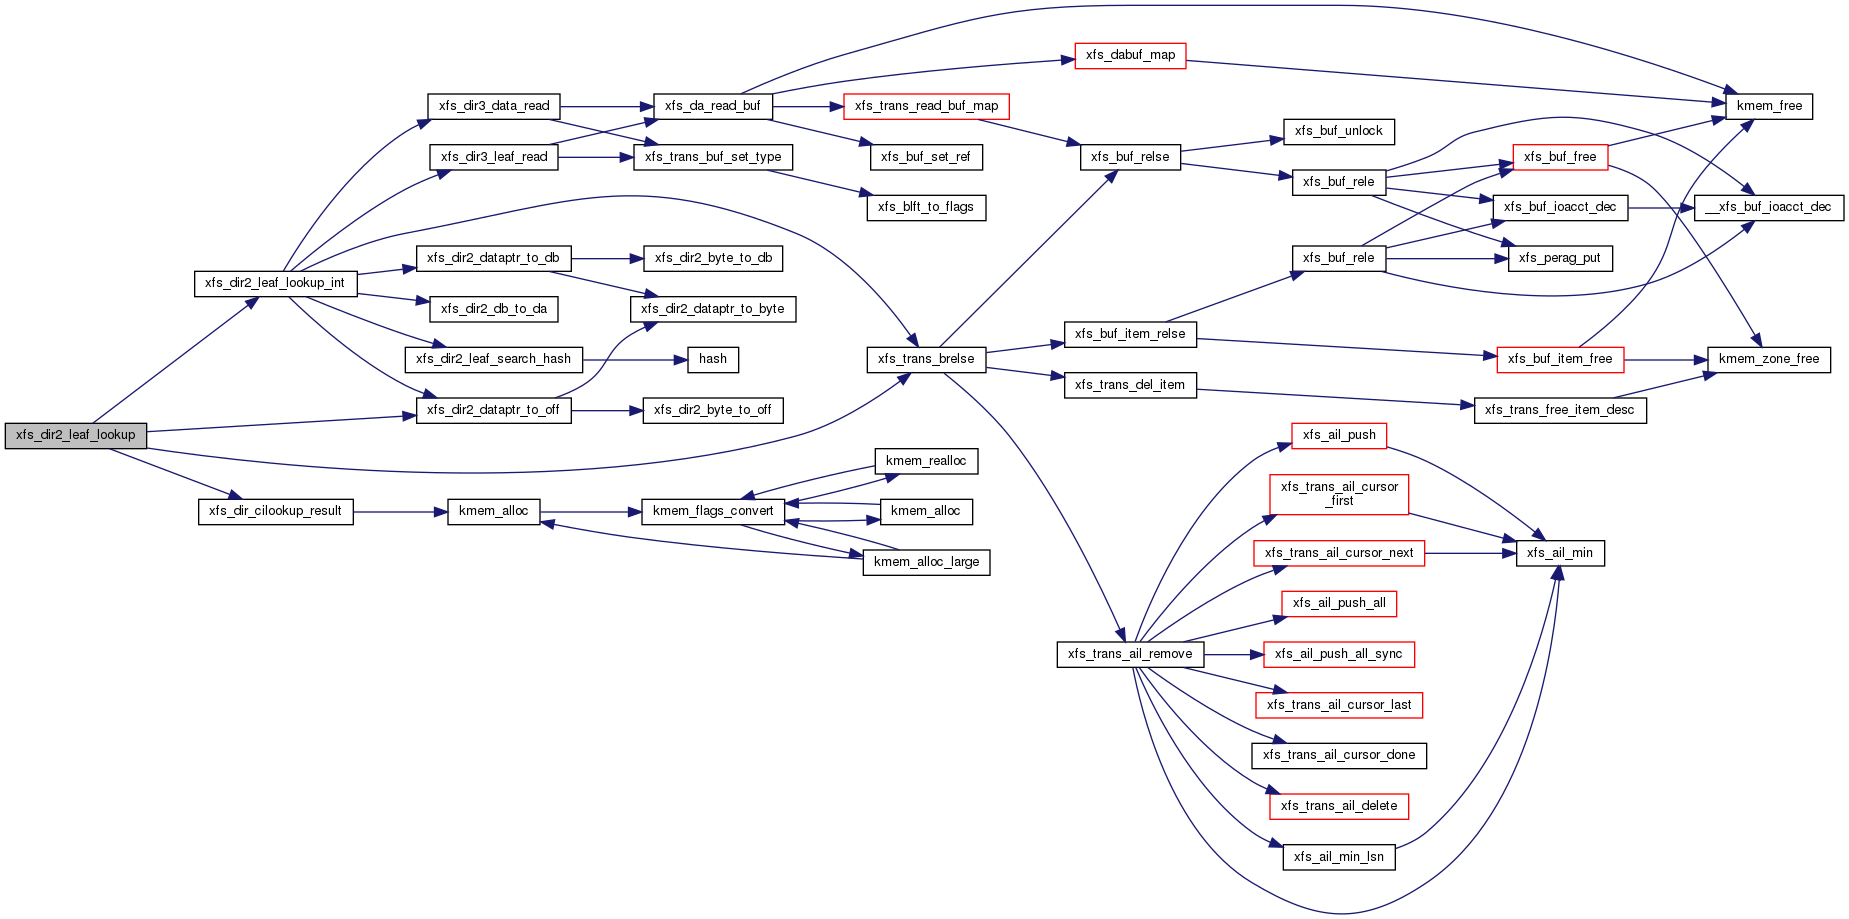 xfs_dabuf_map
xfs_dir3_data_read
xfs_da_read_buf
xfs_trans_read_buf_map
kmem_free
xfs_buf_unlock
xfs_dir3_leaf_read
xfs_trans_buf_set_type
xfs_buf_set_ref
xfs_buf_relse
xfs_buf_free
xfs_buf_rele
xfs_blft_to_flags
xfs_buf_ioacct_dec
__xfs_buf_ioacct_dec
xfs_dir2_dataptr_to_db
xfs_dir2_byte_to_db
xfs_buf_rele
xfs_perag_put
xfs_dir2_leaf_lookup_int
xfs_dir2_db_to_da
xfs_dir2_dataptr_to_byte
xfs_buf_item_relse
xfs_dir2_leaf_search_hash
hash
xfs_trans_brelse
xfs_buf_item_free
kmem_zone_free
xfs_trans_del_item
xfs_dir2_dataptr_to_off
xfs_dir2_byte_to_off
xfs_trans_free_item_desc
xfs_dir2_leaf_lookup
xfs_ail_push
kmem_realloc
xfs_trans_ail_cursor
_first
xfs_dir_cilookup_result
kmem_alloc
kmem_flags_convert
kmem_alloc
kmem_alloc_large
xfs_trans_ail_cursor_next
xfs_ail_min
xfs_ail_push_all
xfs_trans_ail_remove
xfs_ail_push_all_sync
xfs_trans_ail_cursor_last
xfs_trans_ail_cursor_done
xfs_trans_ail_delete
xfs_ail_min_lsn